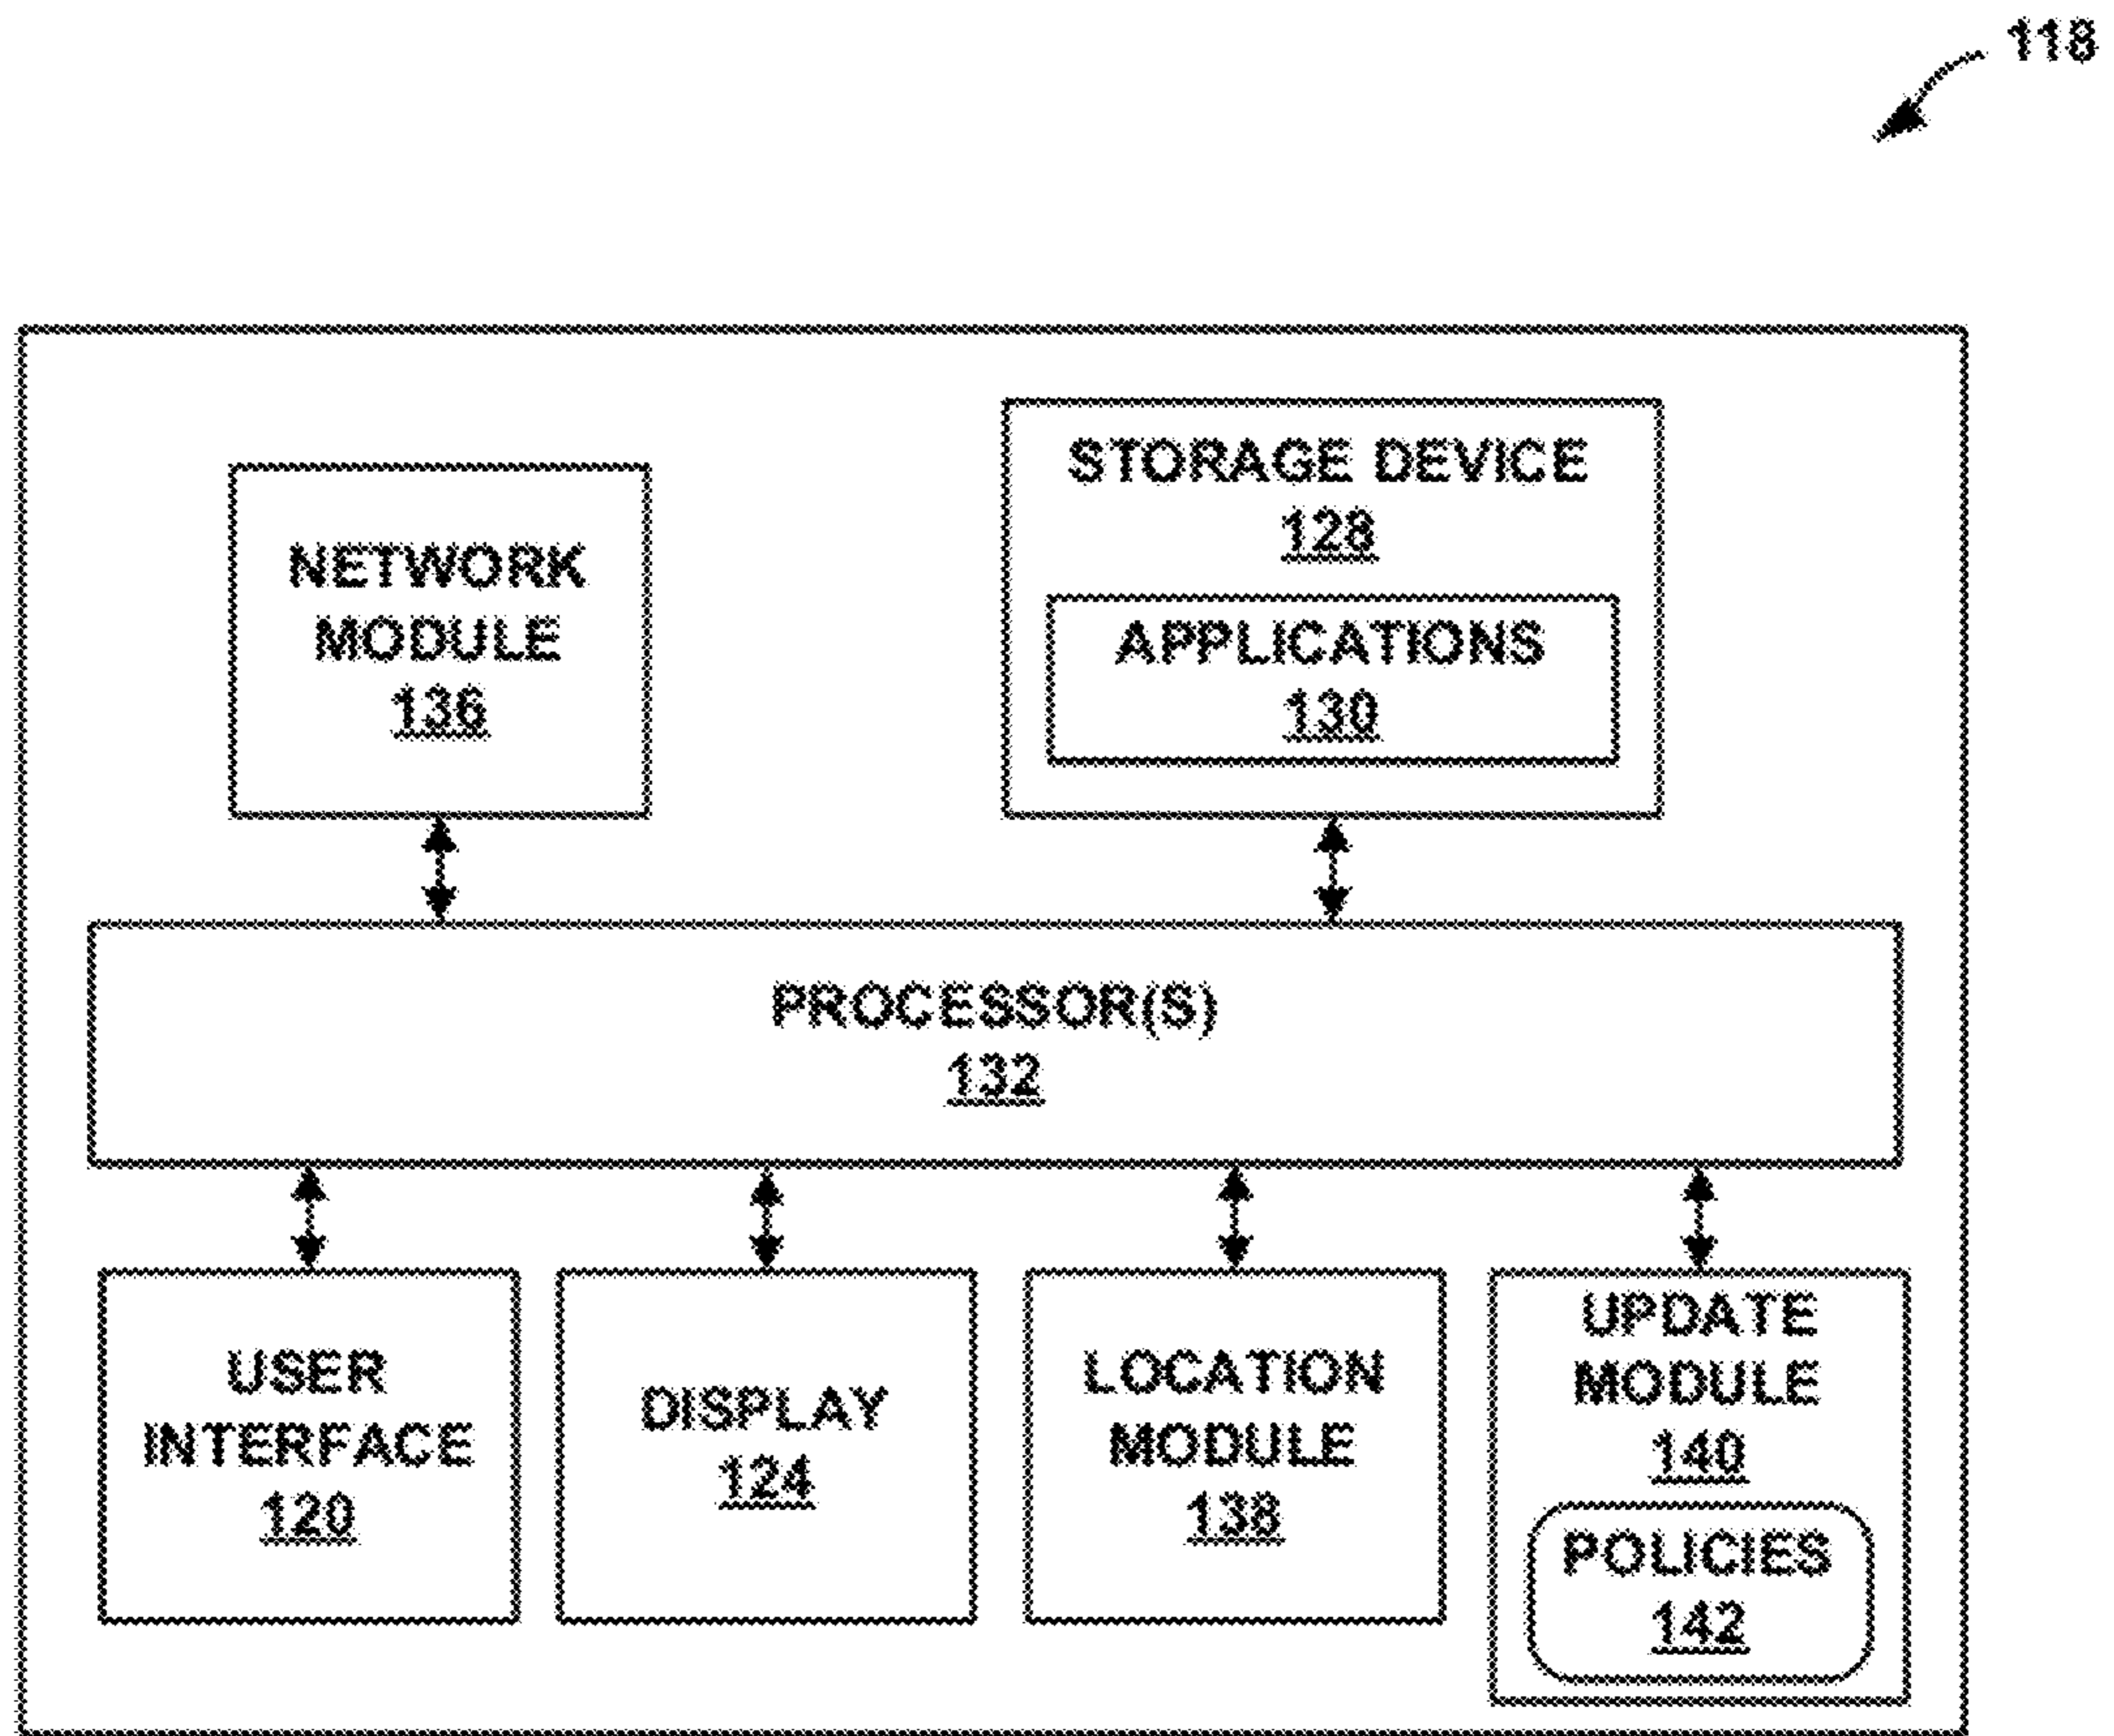 118
NETWORK
MODULE
136
STORAGE DEVICE
128
APPLICATIONS
130
PROCESSOR(S)
132
USER
INTERFACE
120
DISPLAY
124
LOCATION
MODULE
138
UPDATE
MODULE
140
POLICIES
142